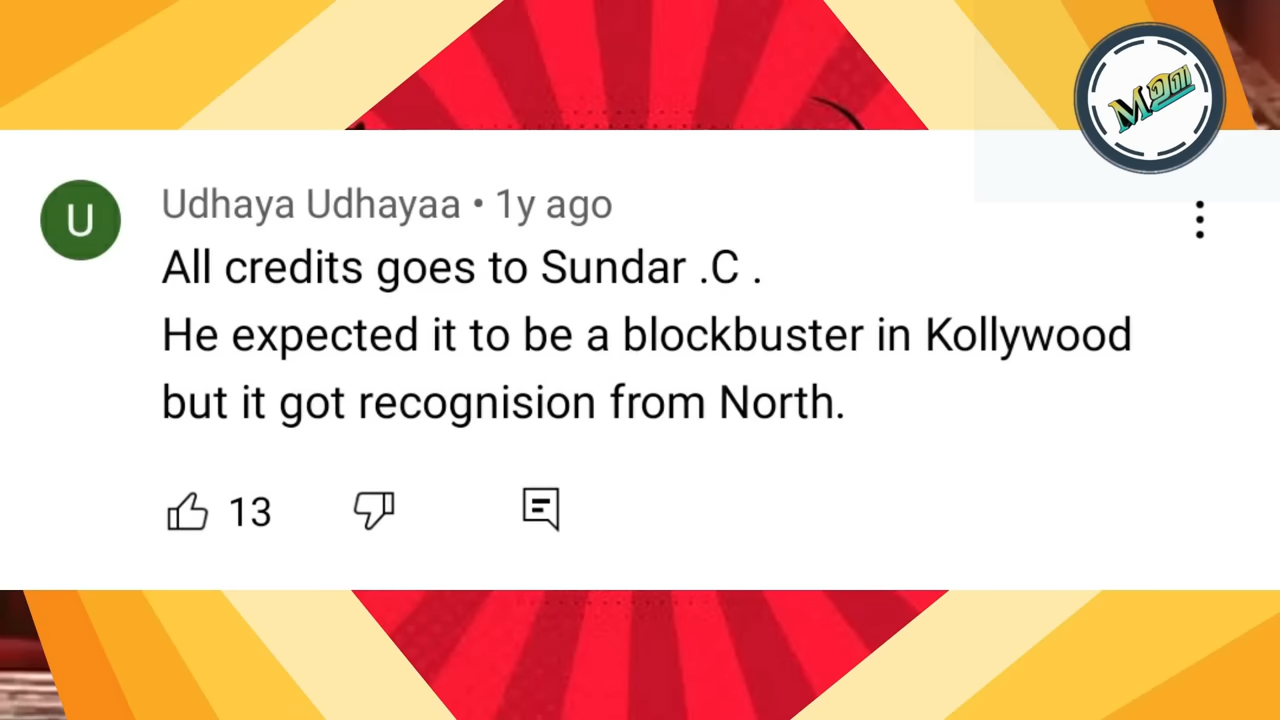 U
Udhaya Udhayaa • 1y ago
All credits goes to Sundar .C .
He expected it to be a blockbuster in Kollywood
but it got recognision from North.
13